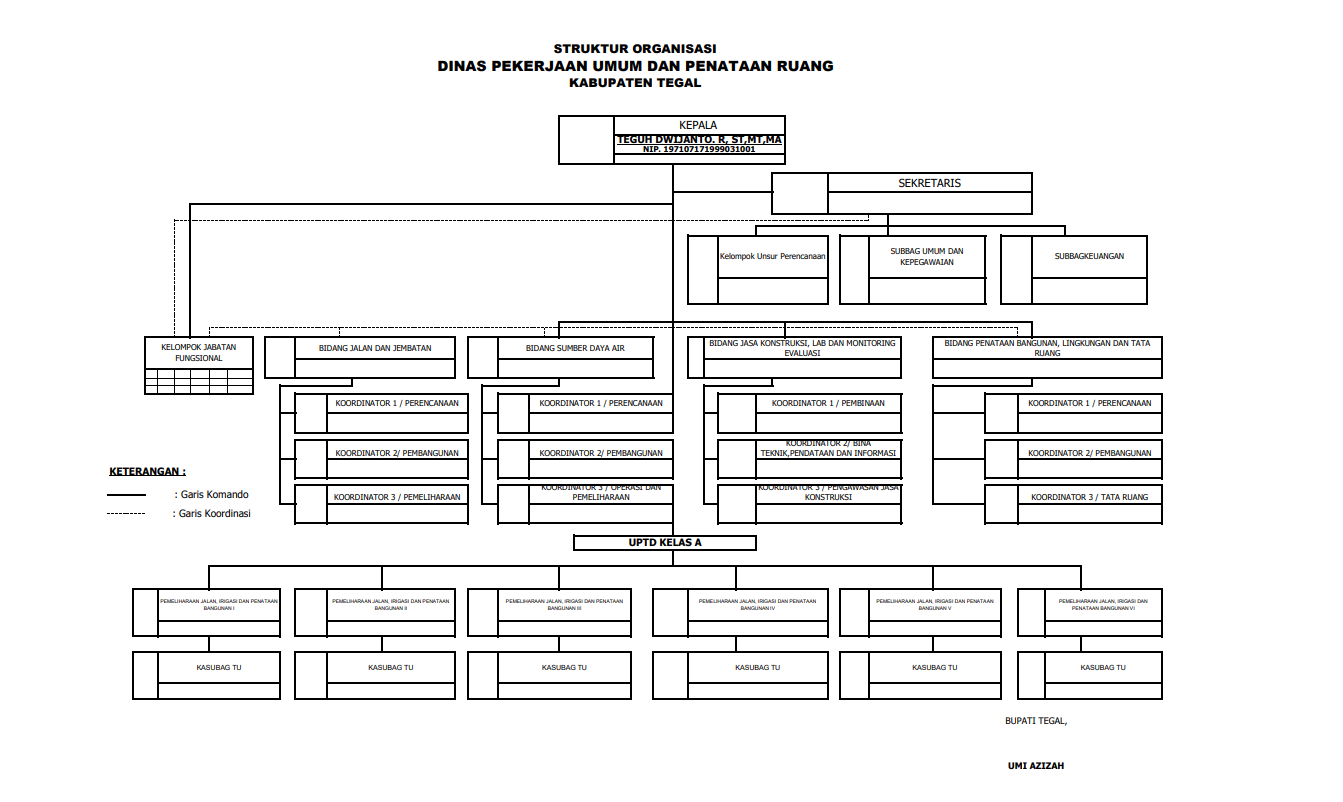 STRUKTUR ORGANISASI
DINAS PEKERJAAN UMUM DAN PENATAAN RUANG
KABUPATEN TEGAL
KEPALA
TEGUH DWIJANTO. R, ST,MT,MA
NIP. 197107171999031001
SEKRETARIS
Kelompok Unsur Perencanaan
SUBBAG UMUM DAN
KEPEGAWAIAN
SUBBAGKEUANGAN
KELOMPOK JABATAN
FUNGSIONAL
BIDANG JALAN DAN JEMBATAN
BIDANG SUMBER DAYA AIR
BIDANG JASA KONSTRUKSI, LAB DAN MONITORING
EVALUASI
BIDANG PENATAAN BANGUNAN, LINGKUNGAN DAN TATA
RUANG
KOORDINATOR 1 / PERENCANAAN
KOORDINATOR 1 / PERENCANAAN
KOORDINATOR 1 / PEMBINAAN
KOORDINATOR 1 / PERENCANAAN
KOORDINATOR 2/ PEMBANGUNAN
KOORDINATOR 2/ PEMBANGUNAN
KOORDINATOR 2/ BINA
TEKNIK,PENDATAAN DAN INFORMASI
KOORDINATOR 2/ PEMBANGUNAN
KOORDINATOR 3 / PEMELIHARAAN
KOORDINATOR 3 / OPERASI DAN
PEMELIHARAAN
KOORDINATOR 3 / PENGAWASAN JASA
KONSTRUKSI
KOORDINATOR 3 / TATA RUANG
KETERANGAN :
: Garis Komando
: Garis Koordinasi
UPTD KELAS A
PEMELIHARAAN JALAN, IRIGASI DAN PENATAAN
BANGUNAN I
PEMELIHARAAN JALAN, IRIGASI DAN PENATAAN
BANGUNAN II
PEMELIHARAAN JALAN, IRIGASI DAN PENATAAN
BANGUNAN III
PEMELIHARAAN JALAN, IRIGASI DAN PENATAAN
BANGUNAN IV
PEMELIHARAAN JALAN, IRIGASI DAN PENATAAN
BANGUNAN V
PEMELIHARAAN JALAN, IRIGASI DAN
PENATAAN BANGUNAN VI
KASUBAG TU
KASUBAG TU
KASUBAG TU
KASUBAG TU
KASUBAG TU
KASUBAG TU
BUPATI TEGAL,
UMI AZIZAH